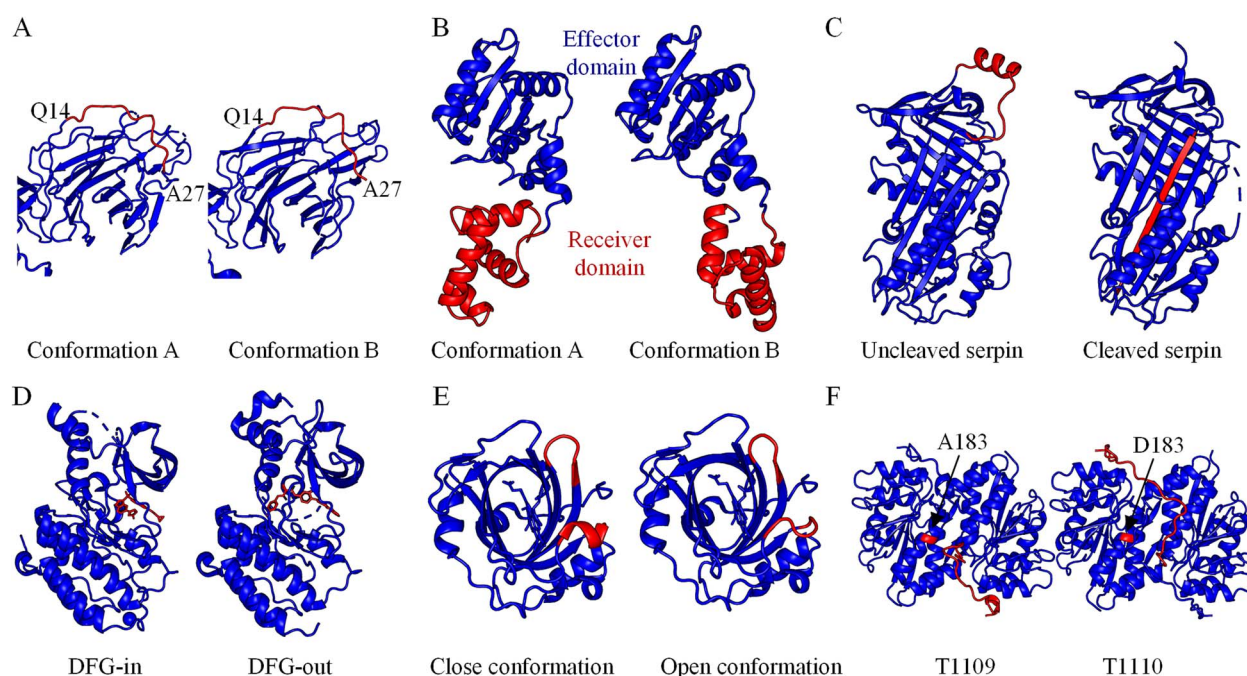 A
Q14
A27
Q14
A27
Conformation A
Conformation B
B
Effector
domain
Receiver
domain
Conformation A
Conformation B
C
Uncleaved serpin
Cleaved serpin
D
DFG-in
DFG-out
E
Close conformation
Open conformation
F
A183
D183
T1109
T1110